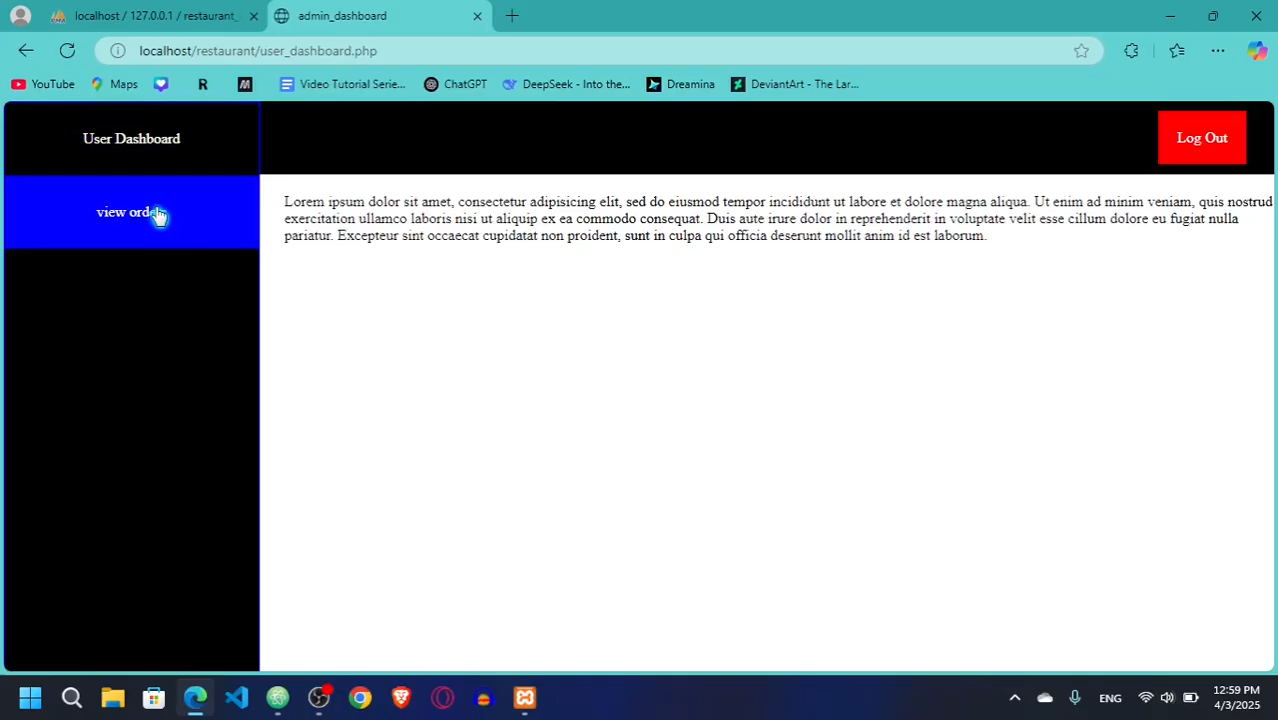 localhost / 127.0.0.1 / restaurant_
admin_dashboard
localhost/restaurant/user_dashboard.php
YouTube
Maps
Video Tutorial Serie...
ChatGPT
DeepSeek - Into the...
Dreamina
DeviantArt - The Lar...
User Dashboard
Log Out
view order
Lorem ipsum dolor sit amet, consectetur adipisicing elit, sed do eiusmod tempor incididunt ut labore et dolore magna aliqua. Ut enim ad minim veniam, quis nostrud
exercitation ullamco laboris nisi ut aliquip ex ea commodo consequat. Duis aute irure dolor in reprehenderit in voluptate velit esse cillum dolore eu fugiat nulla
pariatur. Excepteur sint occaecat cupidatat non proident, sunt in culpa qui officia deserunt mollit anim id est laborum.
ENG
12:59 PM
4/3/2025